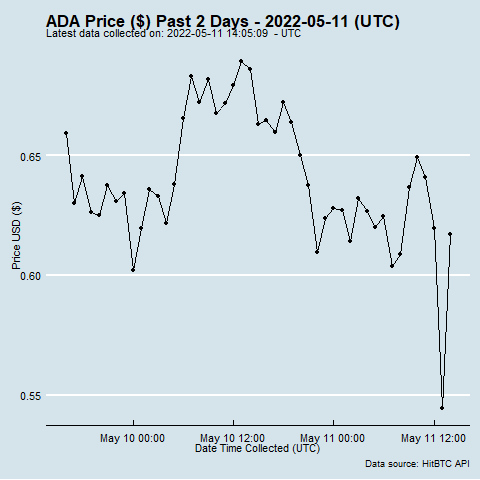 ADA Price ($) Past 2 Days - 2022-05-11 (UTC)
Latest data collected on: 2022-05-11 14:05:09 - UTC
0.65
0.60
0.55
Price USD ($)
May 10 00:00 May 10 12:00 May 11 00:00 May 11 12:00
Date Time Collected (UTC)
Data source: HitBTC API